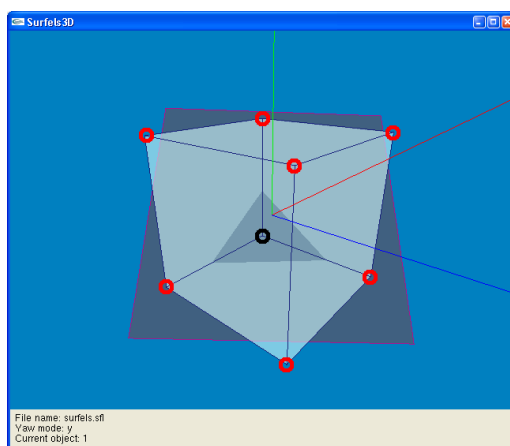 Surfels3D
File name: surfels.sfl
Yaw mode: y
Current object: 1